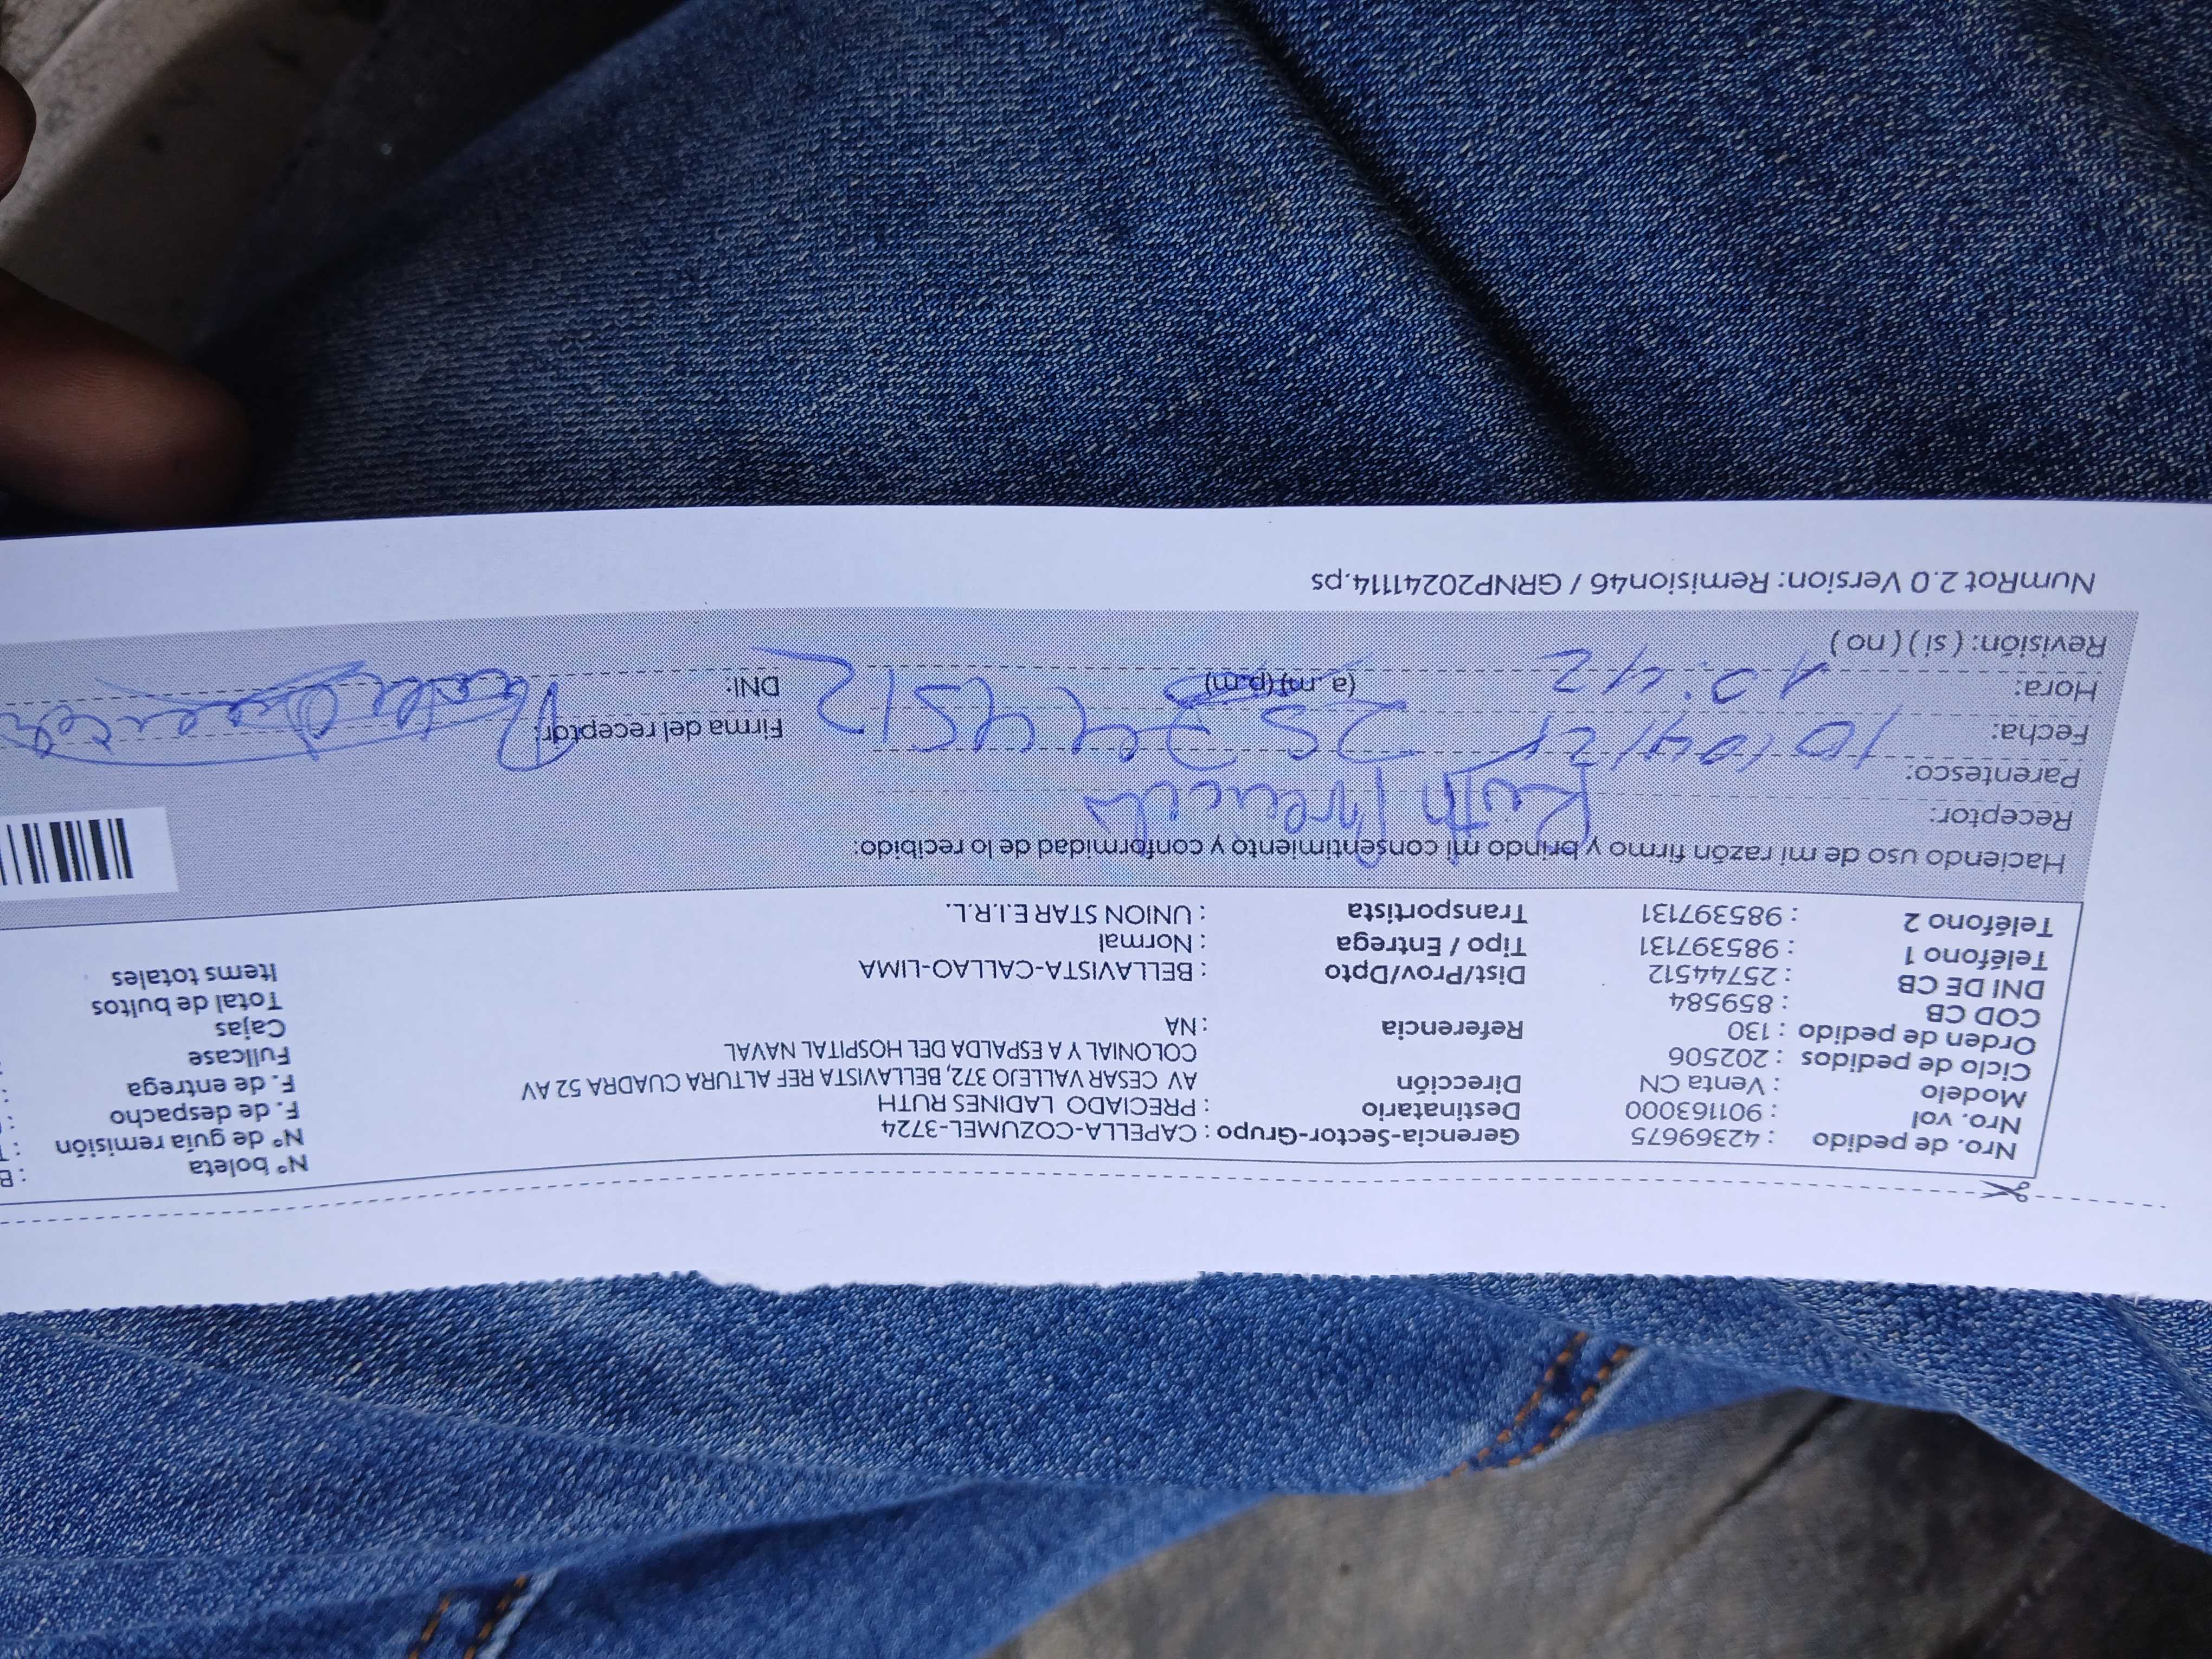 Nro. de pedido : 42369675 Gerencia-Sector-Grupo : CAPELLA-COZUMEL-3724 N° boleta : B
Nro. vol : 901163000 Destinatario : PRECIADO LADINES RUTH N° de guía remisión : T
Modelo : Venta CN Dirección AV CESAR VALLEJO 372, BELLAVISTA REF ALTURA CUADRA 52 AV F. de despacho :
Ciclo de pedidos : 202506 COLONIAL Y A ESPALDA DEL HOSPITAL NAVAL F. de entrega :
Orden de pedido : 130 Referencia : NA Fullcase
COD CB : 859584 Cajas
DNI DE CB : 25744512 Dist/Prov/Dpto : BELLAVISTA-CALLAO-LIMA Total de bultos
Teléfono 1 : 985397131 Tipo / Entrega : Normal Items totales
Teléfono 2 : 985397131 Transportista : UNION STAR E.I.R.L.
Haciendo uso de mi razón firmo y brindo mi consentimiento y conformidad de lo recibido:
Receptor: Ruth Preciado
Parentesco:
Fecha: 10/04/25 25744512 Firma del receptor:
Hora: 12:42 (a.m)(p.m) DNI:
Revisión: ( si ) ( no )
NumRot 2.0 Version: Remision46 / GRNP20241114.ps